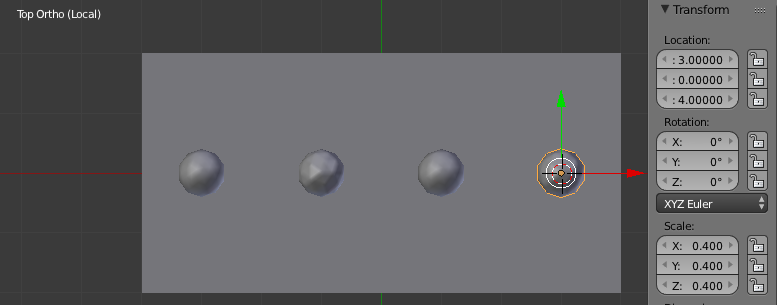 Top Ortho (Local)
Transform
Location:
: 3.00000
: 0.00000
: 4.00000
Rotation:
X: 0°
Y: 0°
Z: 0°
XYZ Euler
Scale:
X: 0.400
Y: 0.400
Z: 0.400